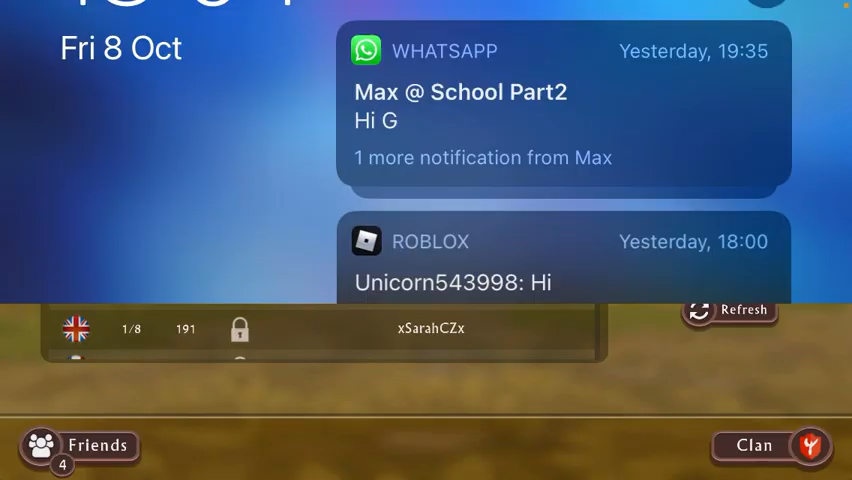 Fri 8 Oct
WHATSAPP
Yesterday, 19:35
Max @ School Part2
Hi G
1 more notification from Max
ROBLOX
Yesterday, 18:00
Unicorn543998: Hi
1/8
191
xSarahCZx
Refresh
Friends
4
Clan